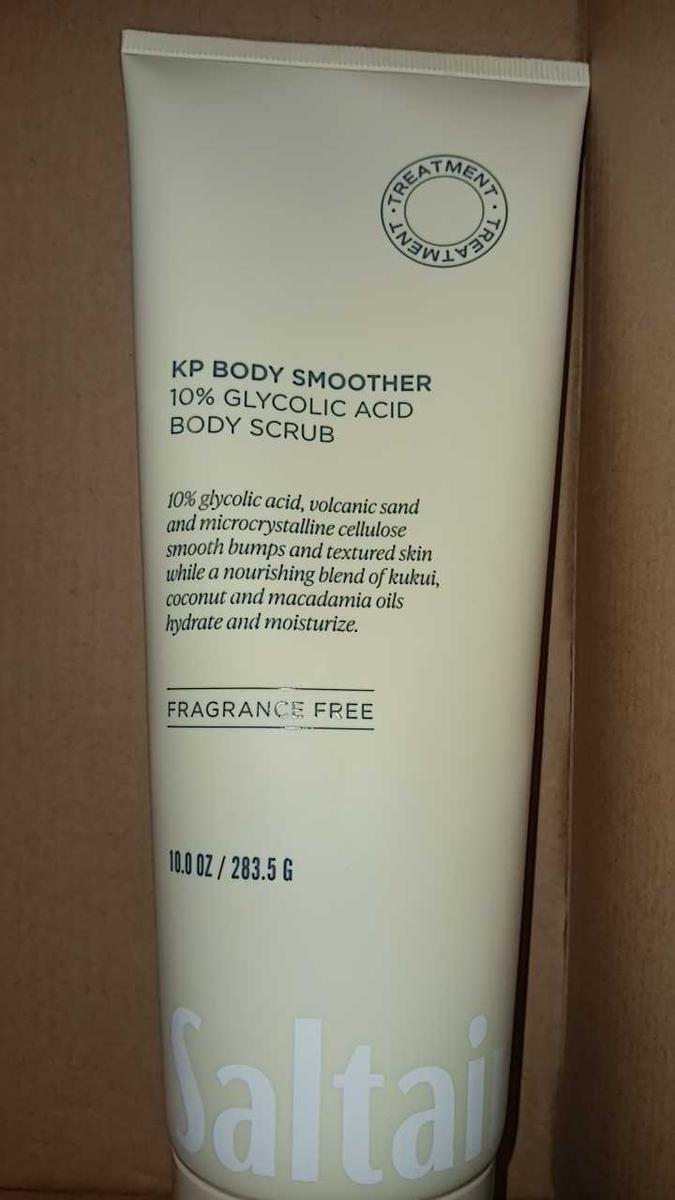 · TREATMENT · TREATMENT
KP BODY SMOOTHER
10% GLYCOLIC ACID
BODY SCRUB
10% glycolic acid, volcanic sand
and microcrystalline cellulose
smooth bumps and textured skin
while a nourishing blend of kukui,
coconut and macadamia oils
hydrate and moisturize.
FRAGRANCE FREE
10.0 OZ / 283.5 G
Saltai